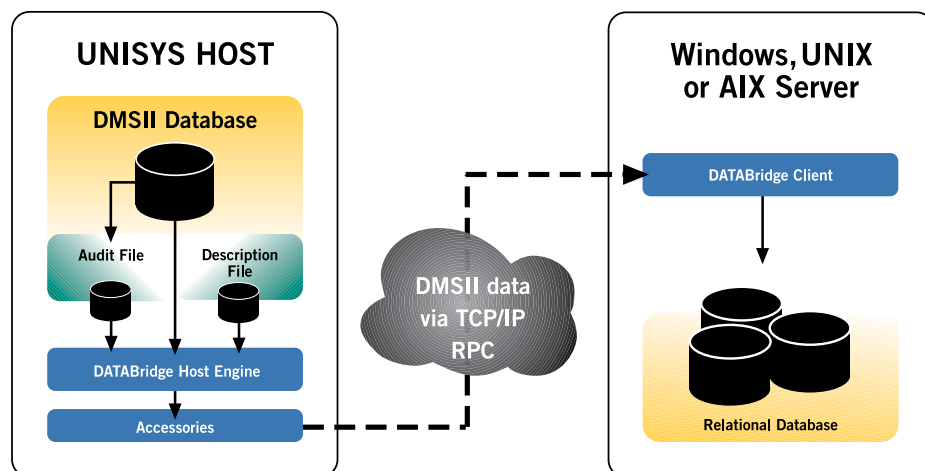 UNISYS HOST
DMSII Database
Audit File
Description
File
DATABridge Host Engine
Accessories
DMSII data
via TCP/IP
RPC
Windows, UNIX
or AIX Server
DATABridge Client
Relational Database